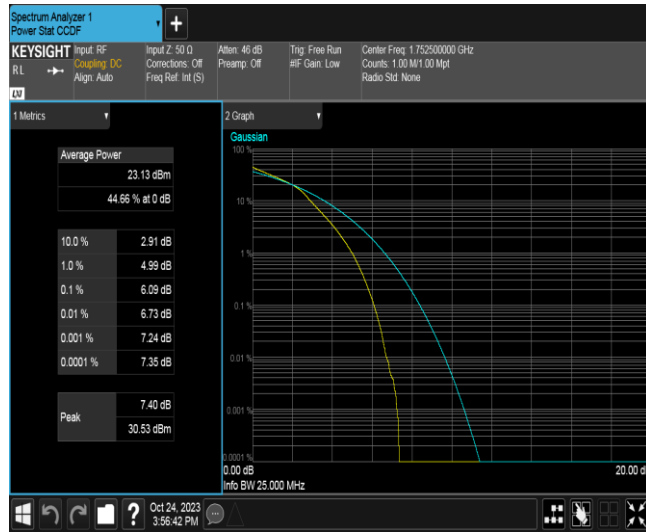 Spectrum Analyzer 1
Power Stat CCDF
+
KEYSIGHT
RL
LXI
Input: RF
Coupling: DC
Align: Auto
Input Z: 50 Ω
Corrections: Off
Freq Ref: Int (S)
Atten: 46 dB
Preamp: Off
Trig: Free Run
#IF Gain: Low
Center Freq: 1.752500000 GHz
Counts: 1.00 M/1.00 Mpt
Radio Std: None
1 Metrics
Average Power
23.13 dBm
44.66 % at 0 dB
10.0 % 2.91 dB
1.0 % 4.99 dB
0.1 % 6.09 dB
0.01 % 6.73 dB
0.001 % 7.24 dB
0.0001 % 7.35 dB
Peak
7.40 dB
30.53 dBm
2 Graph
Gaussian
100 %
10 %
1 %
0.1 %
0.01 %
0.001 %
0.0001 %
0.00 dB
20.00 d
Info BW 25.000 MHz
?
Oct 24, 2023
3:56:42 PM